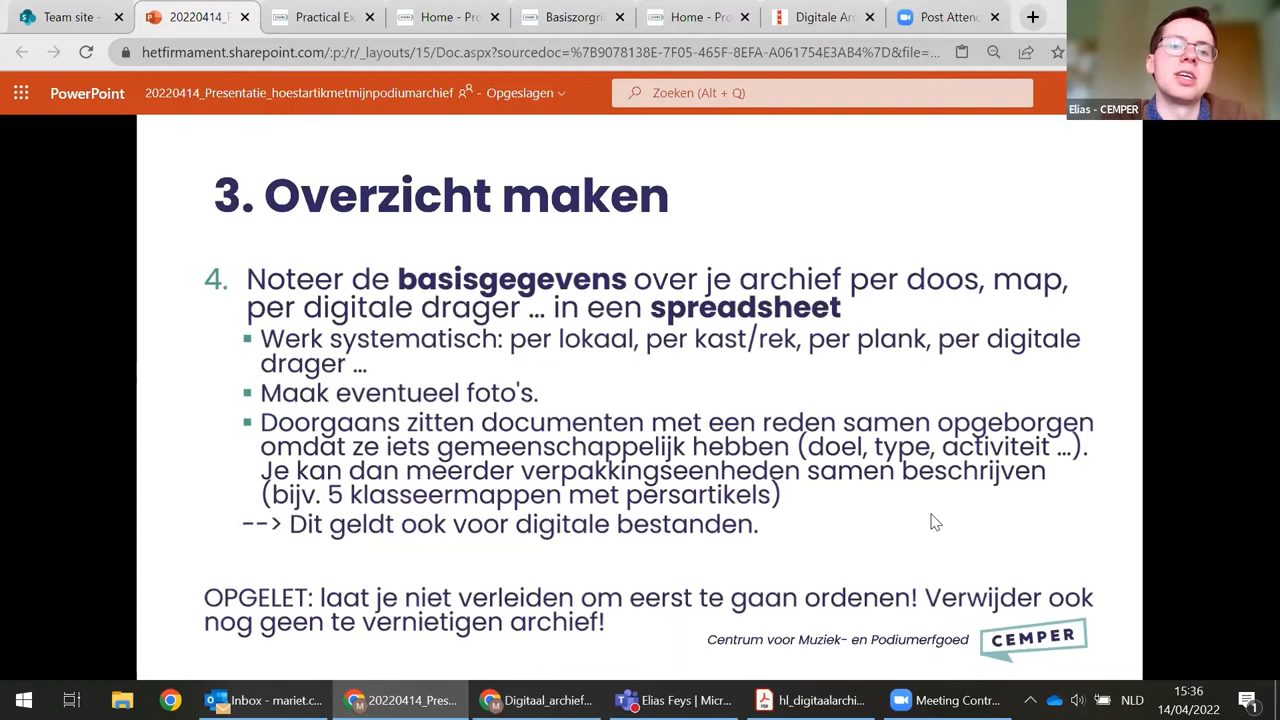 Team site -
20220414_
Practical Ex
Home - Pro
Basiszorgri
Home - Pro
Digitale Ar
Post Attend
hetfirmament.sharepoint.com/:p:/r/_layouts/15/Doc.aspx?sourcedoc=%7B9078138E-7F05-465F-8EFA-A061754E3AB4%7D&file=...
PowerPoint
20220414_Presentatie_hoestartikmetmijnpodiumarchief - Opgeslagen
Zoeken (Alt + Q)
Elias - CEMPER
3. Overzicht maken
4. Noteer de basisgegevens over je archief per doos, map,
per digitale drager … in een spreadsheet
▪ Werk systematisch: per lokaal, per kast/rek, per plank, per digitale
drager …
▪ Maak eventueel foto's.
▪ Doorgaans zitten documenten met een reden samen opgeborgen
omdat ze iets gemeenschappelijk hebben (doel, type, activiteit …).
Je kan dan meerder verpakkingseenheden samen beschrijven
(bijv. 5 klasseermappen met persartikels)
--> Dit geldt ook voor digitale bestanden.
OPGELET: laat je niet verleiden om eerst te gaan ordenen! Verwijder ook
nog geen te vernietigen archief!
Centrum voor Muziek- en Podiumerfgoed
CEMPER
Inbox - mariet.c...
20220414_Pres...
Digitaal_archief...
Elias Feys | Micr...
hl_digitaalarchi...
Meeting Contr...
NLD
15:36
14/04/2022
1